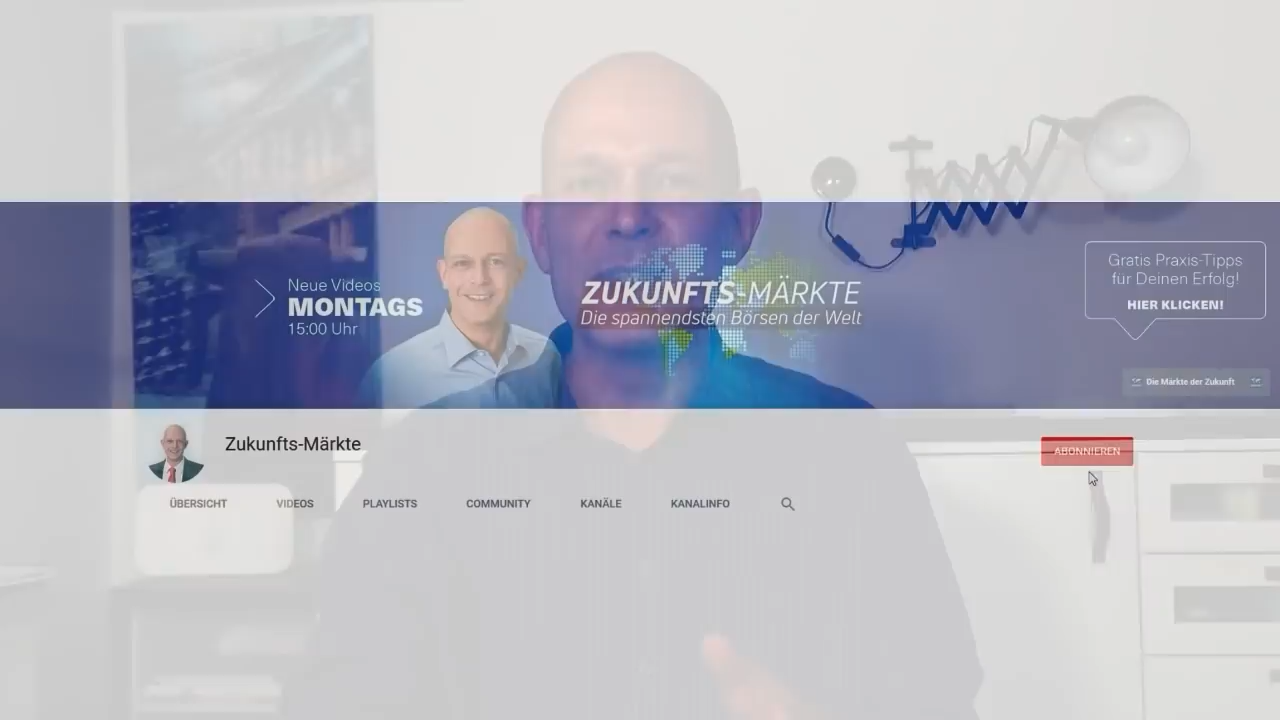 Neue Videos
MONTAGS
15:00 Uhr
ZUKUNFTS-MÄRKTE
Die spannendsten Börsen der Welt
Gratis Praxis-Tipps
für Deinen Erfolg!
HIER KLICKEN!
Die Märkte der Zukunft
Zukunfts-Märkte
ABONNIEREN
ÜBERSICHT
VIDEOS
PLAYLISTS
COMMUNITY
KANÄLE
KANALINFO